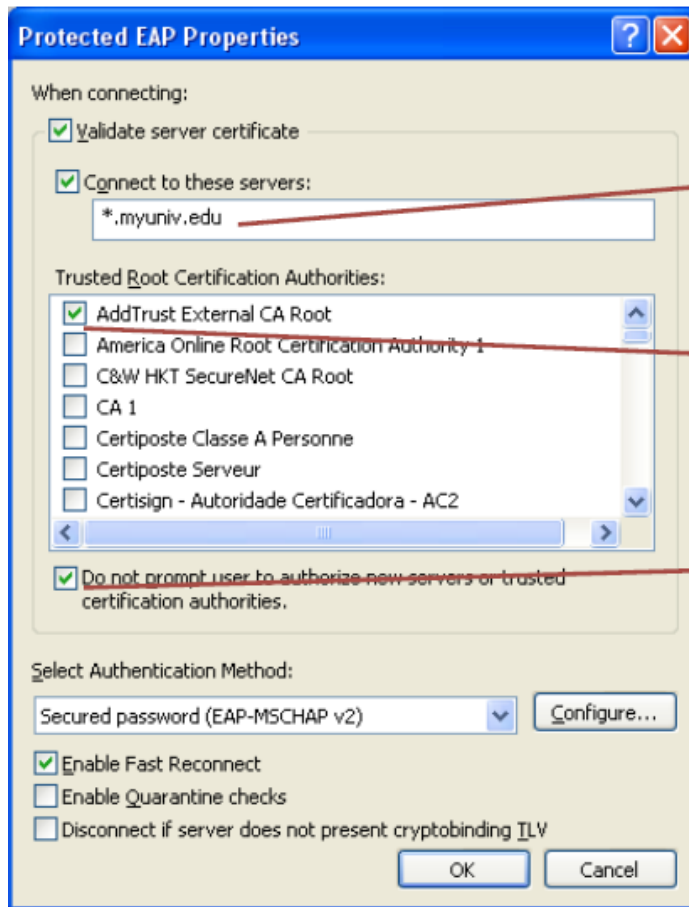 Protected EAP Properties
When connecting:
Validate server certificate
Connect to these servers:
*.myuniv.edu
Trusted Root Certification Authorities:
AddTrust External CA Root
America Online Root Certification Authority 1
C&W HKT SecureNet CA Root
CA 1
Certiposte Classe A Personne
Certiposte Serveur
Certisign - Autoridade Certificadora - AC2
Do not prompt user to authorize new servers or trusted
certification authorities.
Select Authentication Method:
Secured password (EAP-MSCHAP v2)
Configure...
Enable Fast Reconnect
Enable Quarantine checks
Disconnect if server does not present cryptobinding TLV
OK
Cancel